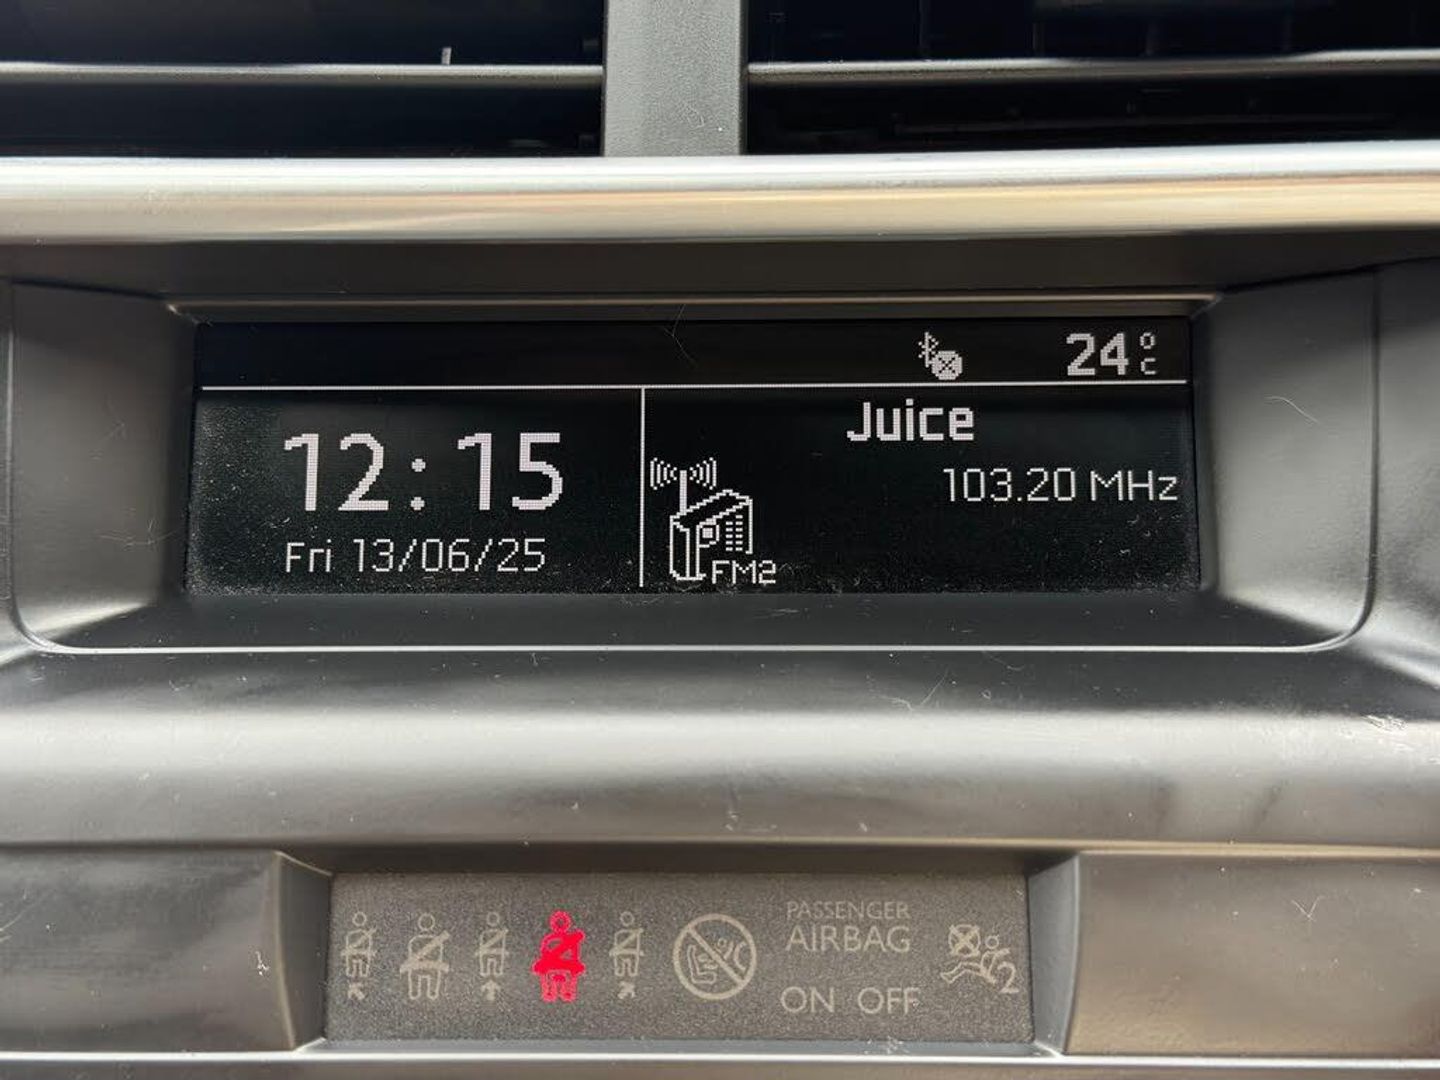 24°C
12:15
Fri 13/06/25
Juice
103.20 MHz
FM2
PASSENGER
AIRBAG
ON OFF
2